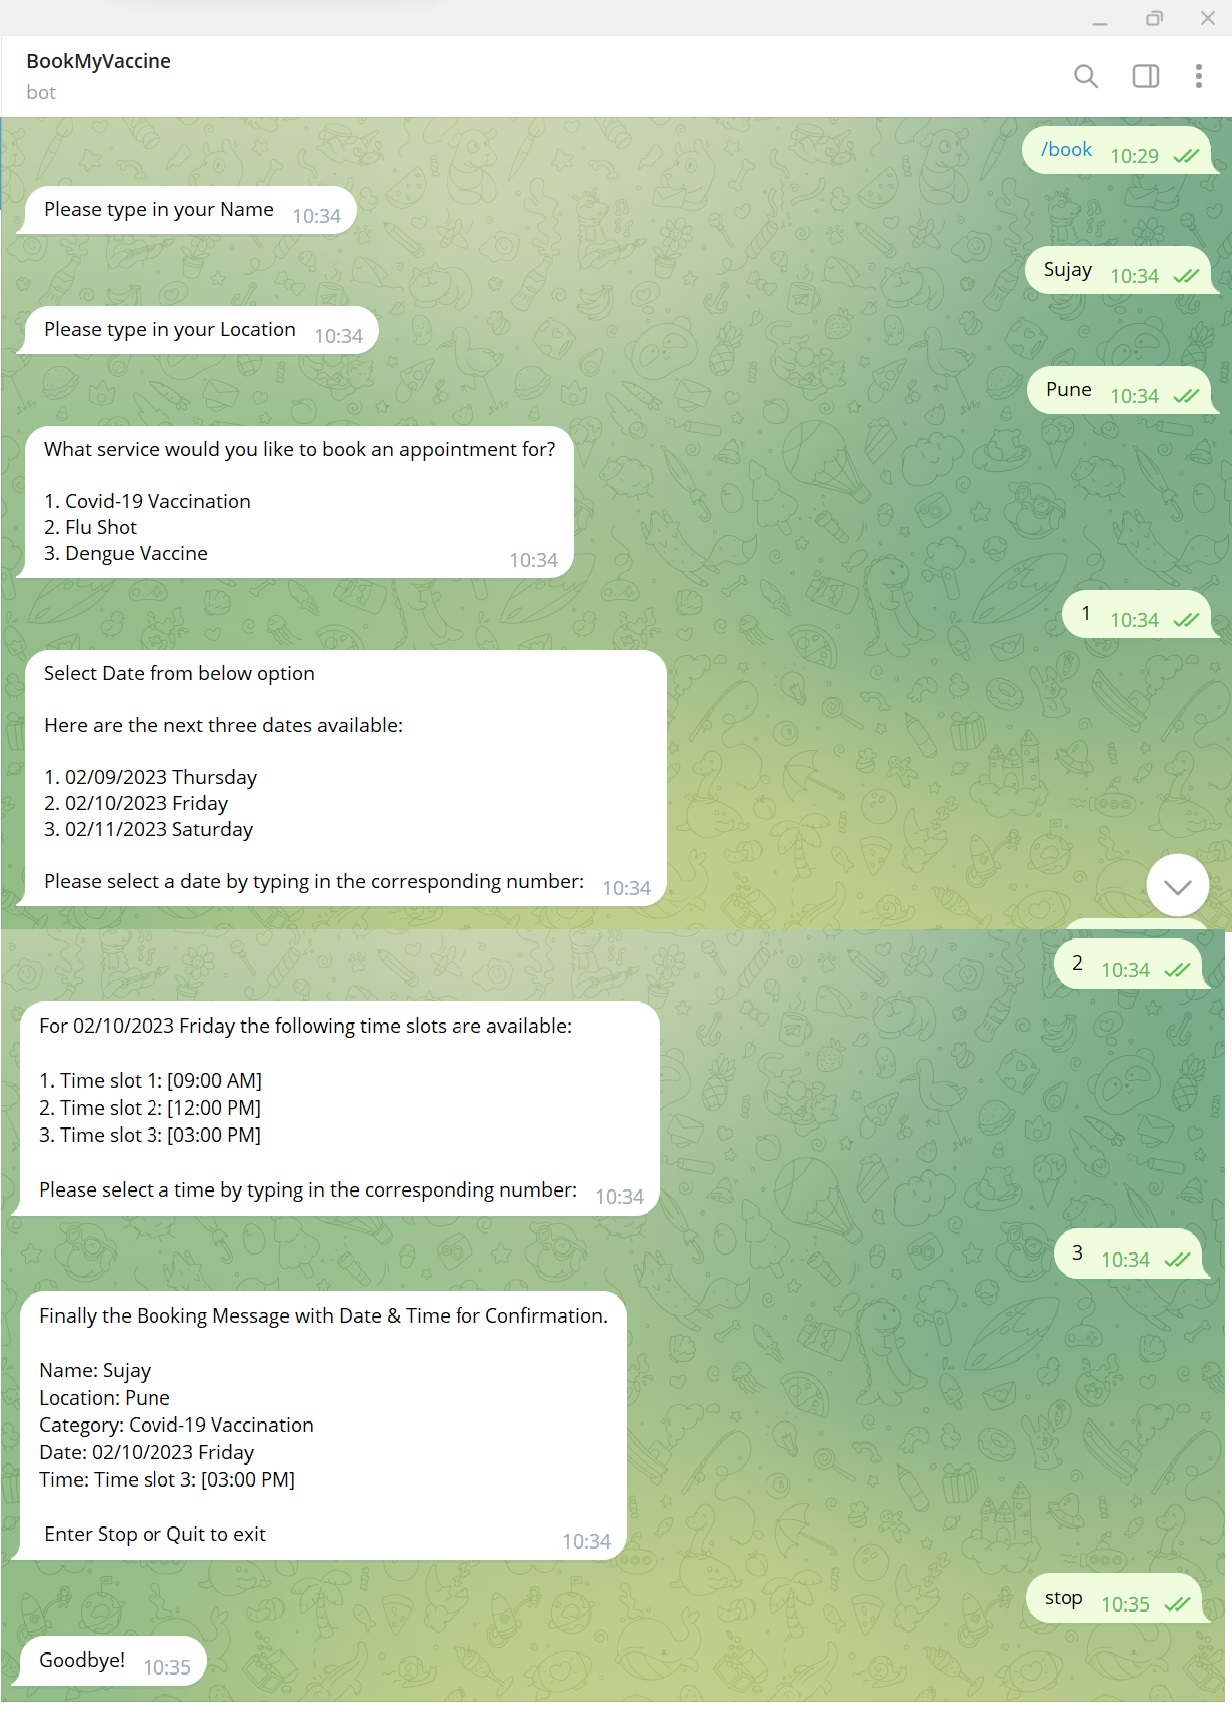 BookMyVaccine
bot
/book 10:29
Please type in your Name 10:34
Sujay 10:34
Please type in your Location 10:34
Pune 10:34
What service would you like to book an appointment for?
1. Covid-19 Vaccination
2. Flu Shot
3. Dengue Vaccine 10:34
1 10:34
Select Date from below option
Here are the next three dates available:
1. 02/09/2023 Thursday
2. 02/10/2023 Friday
3. 02/11/2023 Saturday
Please select a date by typing in the corresponding number: 10:34
2 10:34
For 02/10/2023 Friday the following time slots are available:
1. Time slot 1: [09:00 AM]
2. Time slot 2: [12:00 PM]
3. Time slot 3: [03:00 PM]
Please select a time by typing in the corresponding number: 10:34
3 10:34
Finally the Booking Message with Date & Time for Confirmation.
Name: Sujay
Location: Pune
Category: Covid-19 Vaccination
Date: 02/10/2023 Friday
Time: Time slot 3: [03:00 PM]
Enter Stop or Quit to exit 10:34
stop 10:35
Goodbye! 10:35